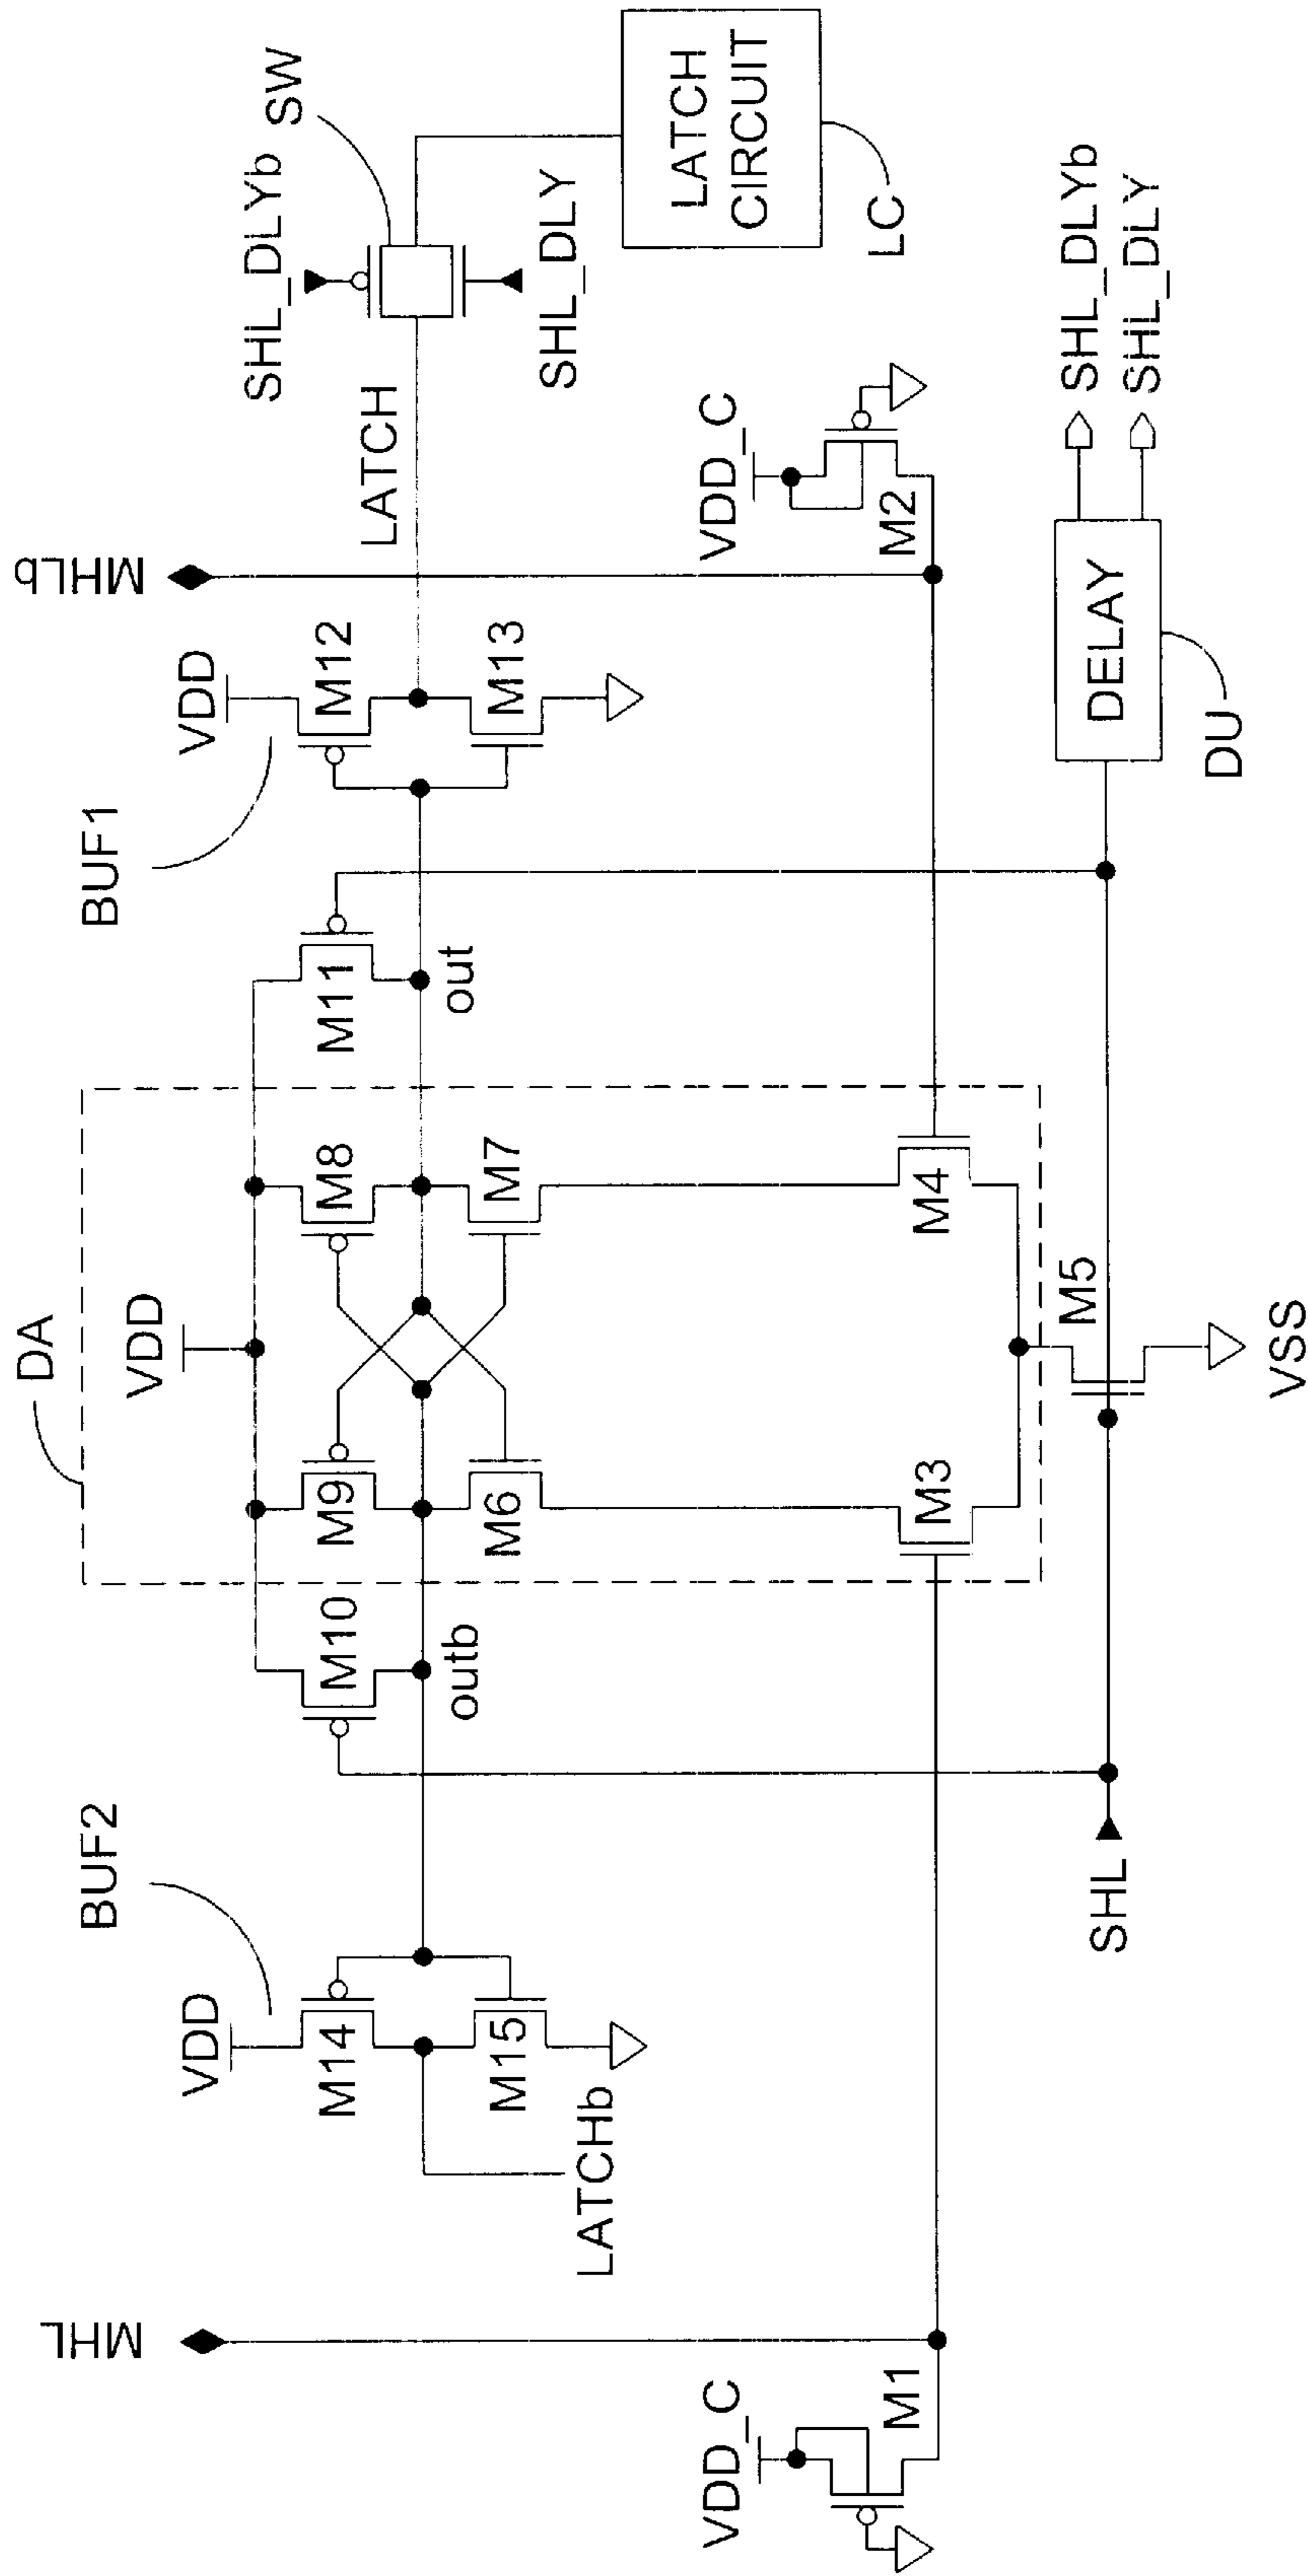 MHL
VDD_C
M1
BUF2
VDD
M14
M15
LATCHb
SHL
outb
M10
DA
VDD
M9
M8
M6
M7
M3
M4
M5
VSS
M11
out
BUF1
VDD
M12
M13
MHLb
LATCH
VDD_C
M2
SHL_DLYb
SHL_DLY
SW
LATCH
CIRCUIT
LC
DELAY
DU
SHL_DLYb
SHL_DLY